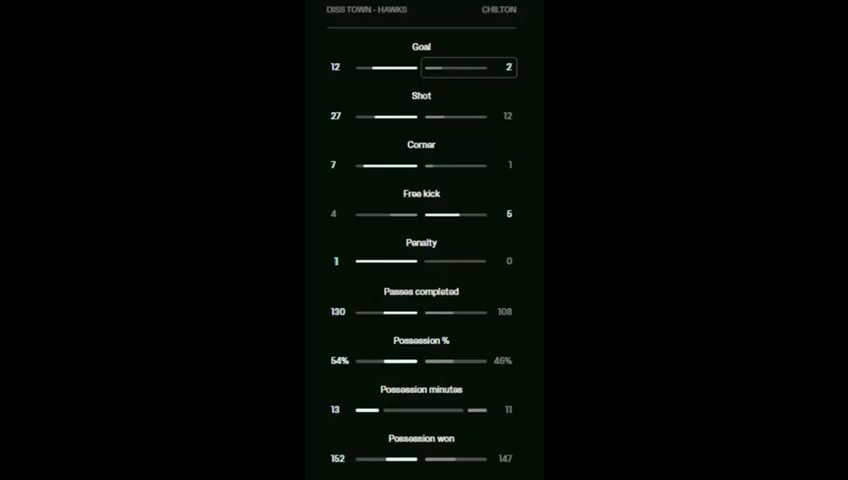 DISS TOWN - HAWKS CHILTON
Goal
12 2
Shot
27 12
Corner
7 1
Free kick
4 5
Penalty
1 0
Passes completed
130 108
Possession %
54% 46%
Possession minutes
13 11
Possession won
152 147